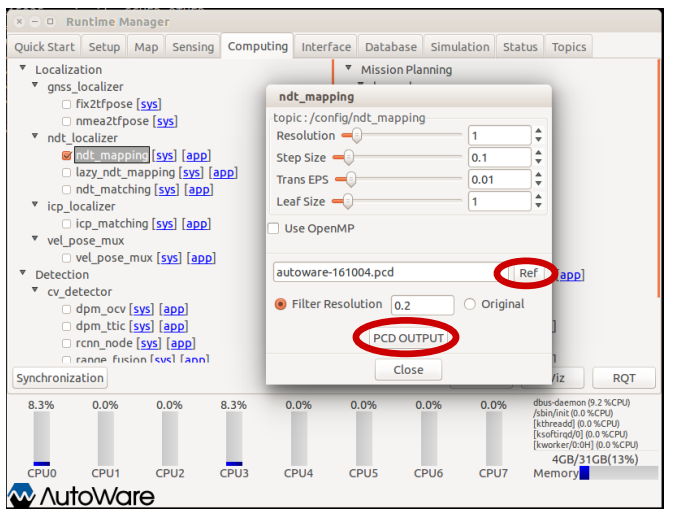 Runtime Manager
Quick Start Setup Map Sensing Computing Interface Database Simulation Status Topics
Localization
gnss_localizer
fix2tfpose [sys]
nmea2tfpose [sys]
ndt_localizer
ndt_mapping [sys] [app]
lazy_ndt_mapping [sys] [app]
ndt_matching [sys] [app]
icp_localizer
icp_matching [sys] [app]
vel_pose_mux
vel_pose_mux [sys] [app]
Detection
cv_detector
dpm_ocv [sys] [app]
dpm_ttic [sys] [app]
rcnn_node [sys] [app]
range_fusion [sys] [app]
Mission Planning
[app]
ndt_mapping
topic : /config/ndt_mapping
Resolution 1
Step Size 0.1
Trans EPS 0.01
Leaf Size 1
Use OpenMP
autoware-161004.pcd Ref
Filter Resolution 0.2 Original
PCD OUTPUT
Close
Synchronization RQT
8.3% 0.0% 0.0% 8.3% 0.0% 0.0% 0.0% 0.0%
CPU0 CPU1 CPU2 CPU3 CPU4 CPU5 CPU6 CPU7
dbus-daemon (9.2 %CPU)
/sbin/init (0.0 %CPU)
[kthreadd] (0.0 %CPU)
[ksoftirqd/0] (0.0 %CPU)
[kworker/0:0H] (0.0 %CPU)
4GB/31GB(13%)
Memory
AutoWare